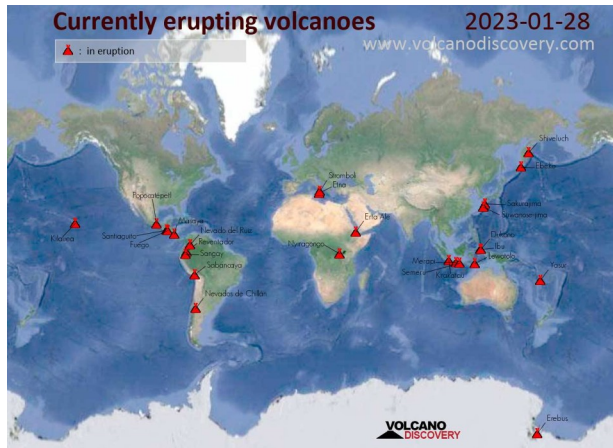 Currently erupting volcanoes
2023-01-28
www.volcanodiscovery.com
: in eruption
Shiveluch
Stromboli
Etna
Popocatépetl
Sakurajima
Kilauea
Santiaguito
Fuego
Nevado del Ruiz
Reventador
Sangay
Erta Ale
Nyiragongo
Dukono
Ibu
Merapi
Semeru
Lewotolo
Yasur
Sabancaya
Nevados de Chillán
Erebus
VOLCANO
DISCOVERY